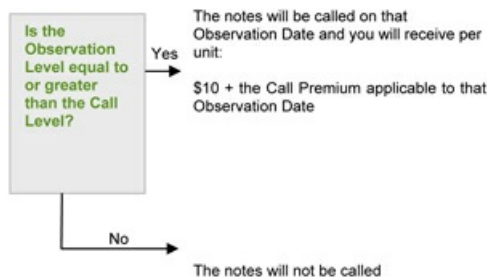 Is the
Observation
Level equal to
or greater
than the Call
Level?
Yes
The notes will be called on that
Observation Date and you will receive per
unit:
$10 + the Call Premium applicable to that
Observation Date
No
The notes will not be called